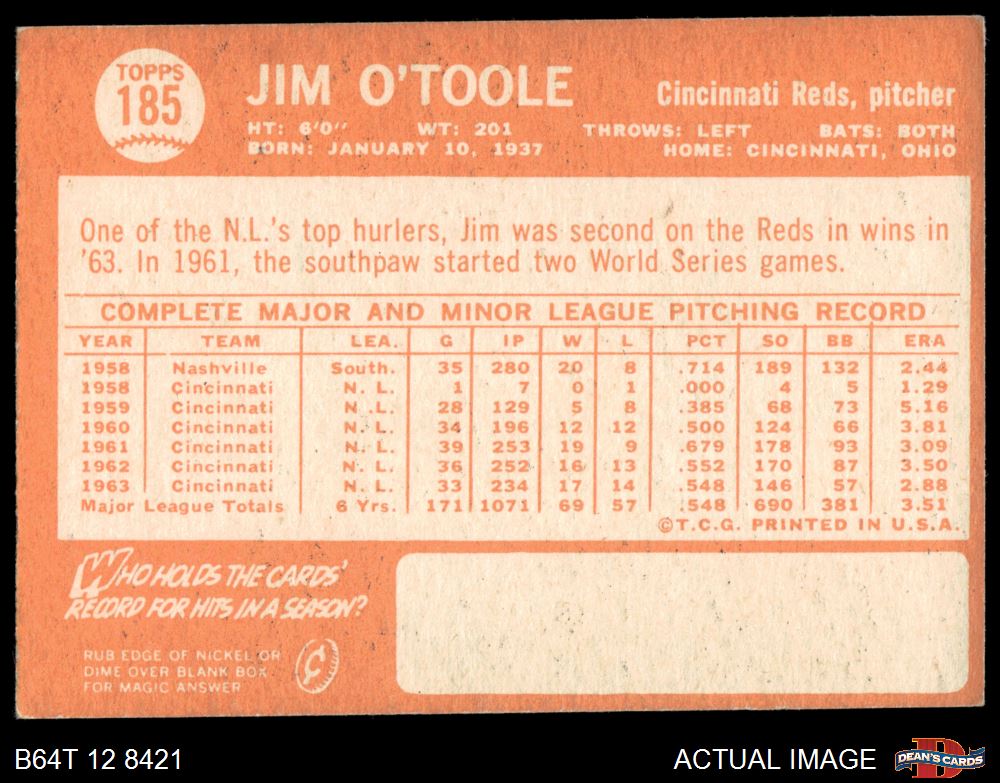 TOPPS
185
JIM O'TOOLE
Cincinnati Reds, pitcher
HT: 6'0" WT: 201 THROWS: LEFT BATS: BOTH
BORN: JANUARY 10, 1937 HOME: CINCINNATI, OHIO
One of the N.L.'s top hurlers, Jim was second on the Reds in wins in
'63. In 1961, the southpaw started two World Series games.
COMPLETE MAJOR AND MINOR LEAGUE PITCHING RECORD
YEAR TEAM LEA. G IP W L PCT SO BB ERA
1958 Nashville South. 35 280 20 8 .714 189 132 2.44
1958 Cincinnati N. L. 1 7 0 1 .000 4 5 1.29
1959 Cincinnati N. L. 28 129 5 8 .385 68 73 5.16
1960 Cincinnati N. L. 34 196 12 12 .500 124 66 3.81
1961 Cincinnati N. L. 39 253 19 9 .679 178 93 3.09
1962 Cincinnati N. L. 36 252 16 13 .552 170 87 3.50
1963 Cincinnati N. L. 33 234 17 14 .548 146 57 2.88
Major League Totals 6 Yrs. 171 1071 69 57 .548 690 381 3.51
©T.C.G. PRINTED IN U.S.A.
WHO HOLDS THE CARDS'
RECORD FOR HITS IN A SEASON?
RUB EDGE OF NICKEL OR
DIME OVER BLANK BOX
FOR MAGIC ANSWER
¢
B64T 12 8421
ACTUAL IMAGE
D
DEAN'S CARDS